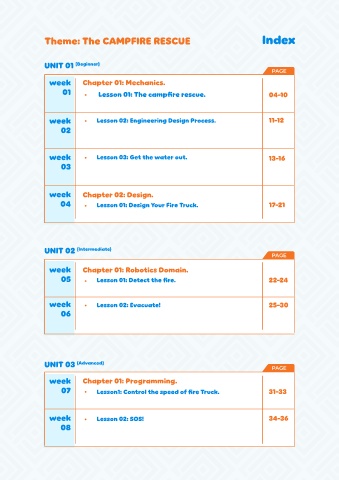 Theme: The CAMPFIRE RESCUE
Index
UNIT 01 (Beginner)
PAGE
week 01
Chapter 01: Mechanics.
• Lesson 01: The campfire rescue.
04-10
week 02
• Lesson 02: Engineering Design Process.
11-12
week 03
• Lesson 03: Get the water out.
13-16
week 04
Chapter 02: Design.
• Lesson 01: Design Your Fire Truck.
17-21
UNIT 02 (Intermediate)
PAGE
week 05
Chapter 01: Robotics Domain.
• Lesson 01: Detect the fire.
22-24
week 06
• Lesson 02: Evacuate!
25-30
UNIT 03 (Advanced)
PAGE
week 07
Chapter 01: Programming.
• Lesson1: Control the speed of fire Truck.
31-33
week 08
• Lesson 02: SOS!
34-36